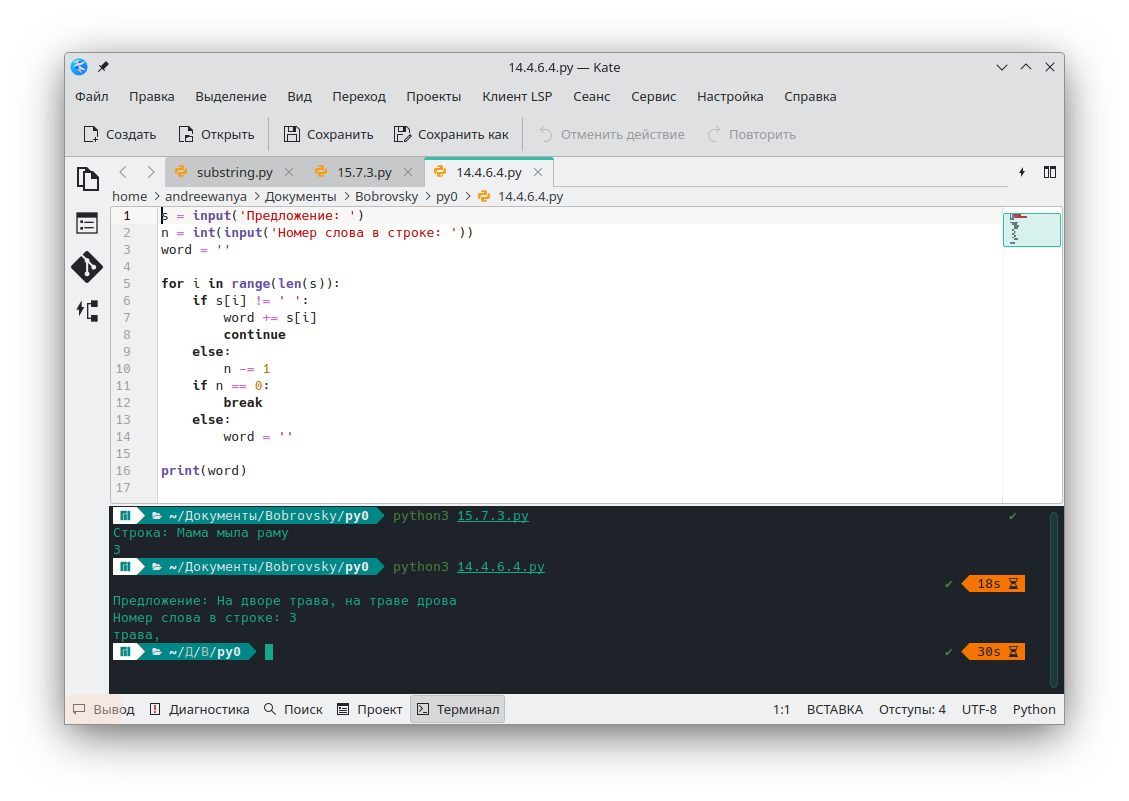 14.4.6.4.py — Kate
Файл Правка Выделение Вид Переход Проекты Клиент LSP Сеанс Сервис Настройка Справка
Создать Открыть Сохранить Сохранить как Отменить действие Повторить
substring.py 15.7.3.py 14.4.6.4.py
home > andreewanya > Документы > Bobrovsky > py0 > 14.4.6.4.py
1 s = input('Предложение: ')
2 n = int(input('Номер слова в строке: '))
3 word = ''
4
5 for i in range(len(s)):
6     if s[i] != ' ':
7         word += s[i]
8         continue
9     else:
10         n -= 1
11     if n == 0:
12         break
13     else:
14         word = ''
15
16 print(word)
17
~/Документы/Bobrovsky/py0 python3 15.7.3.py ✔
Строка: Мама мыла раму
3
~/Документы/Bobrovsky/py0 python3 14.4.6.4.py
✔ 18s
Предложение: На дворе трава, на траве дрова
Номер слова в строке: 3
трава,
~/Д/B/py0 ✔ 30s
Вывод Диагностика Поиск Проект Терминал 1:1 ВСТАВКА Отступы: 4 UTF-8 Python